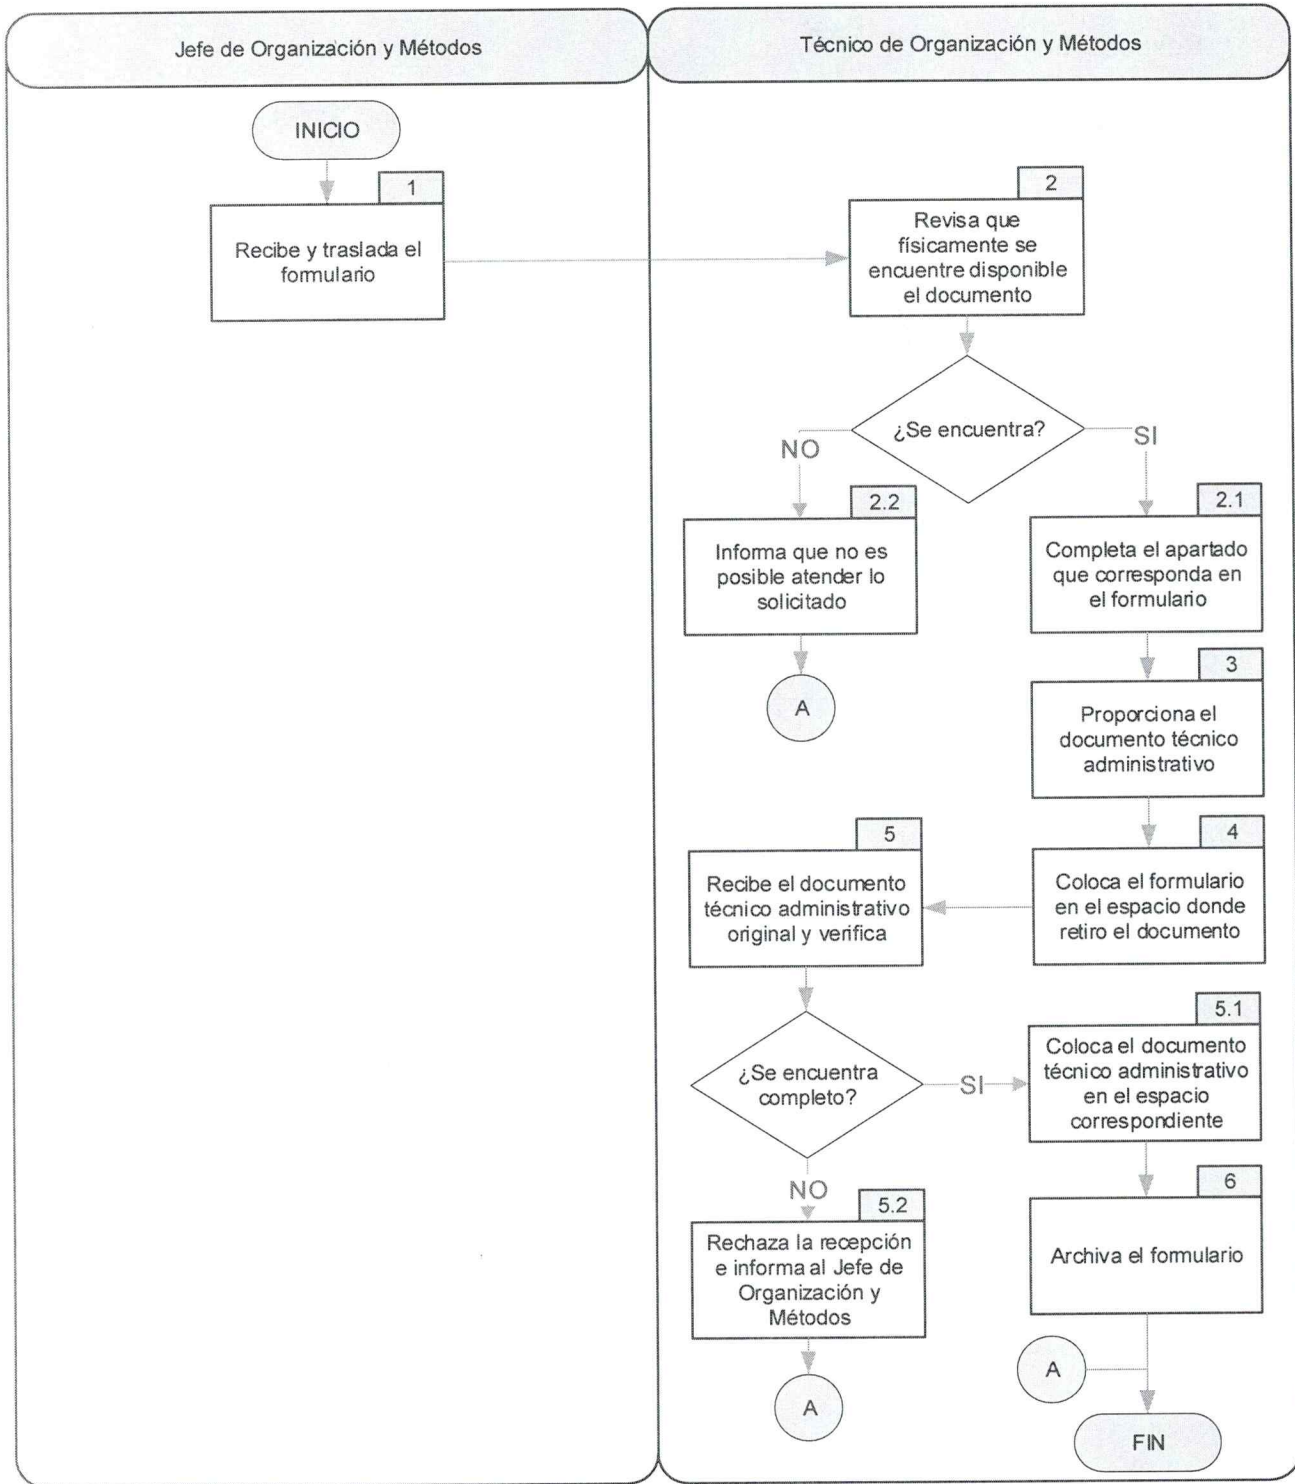 Jefe de Organización y Métodos
Técnico de Organización y Métodos
INICIO
1
Recibe y traslada el
formulario
2
Revisa que
físicamente se
encuentre disponible
el documento
¿Se encuentra?
NO
SI
2.2
Informa que no es
posible atender lo
solicitado
A
2.1
Completa el apartado
que corresponda en
el formulario
3
Proporciona el
documento técnico
administrativo
4
Coloca el formulario
en el espacio donde
retiro el documento
5
Recibe el documento
técnico administrativo
original y verifica
¿Se encuentra
completo?
SI
NO
5.1
Coloca el documento
técnico administrativo
en el espacio
correspondiente
5.2
Rechaza la recepción
e informa al Jefe de
Organización y
Métodos
A
6
Archiva el formulario
A
FIN